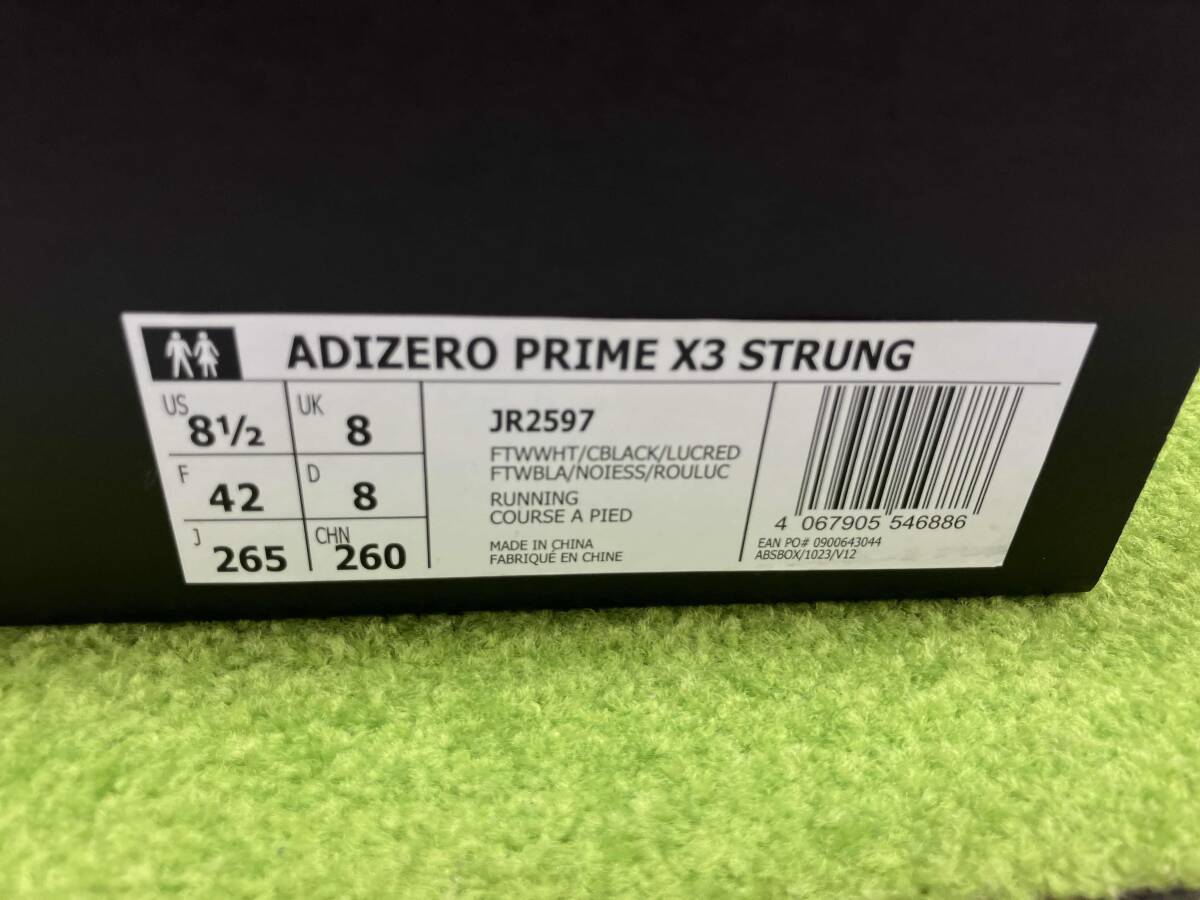 ADIZERO PRIME X3 STRUNG
US 8½ UK 8
F 42 D 8
J 265 CHN 260
JR2597
FTWWHT/CBLACK/LUCRED
FTWBLA/NOIESS/ROULUC
RUNNING
COURSE A PIED
MADE IN CHINA
FABRIQUÉ EN CHINE
4 067905 546886
EAN PO# 0900643044
ABSBOX/1023/V12